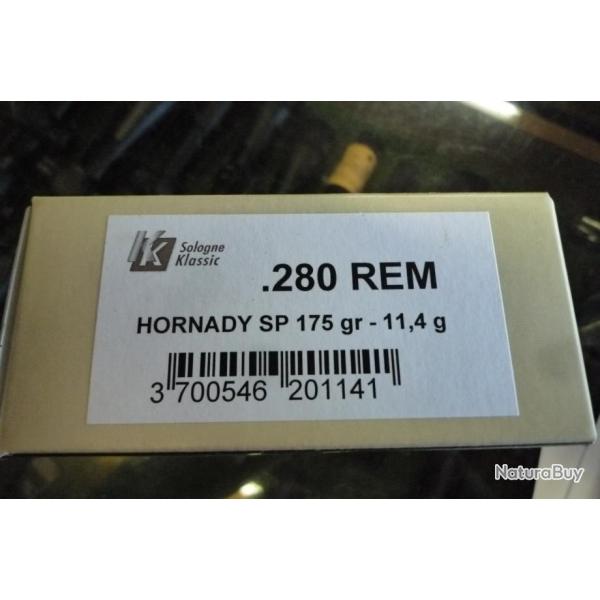 Sologne
Klassic
.280 REM
HORNADY SP 175 gr - 11,4 g
3 700546 201141
NaturaBuy